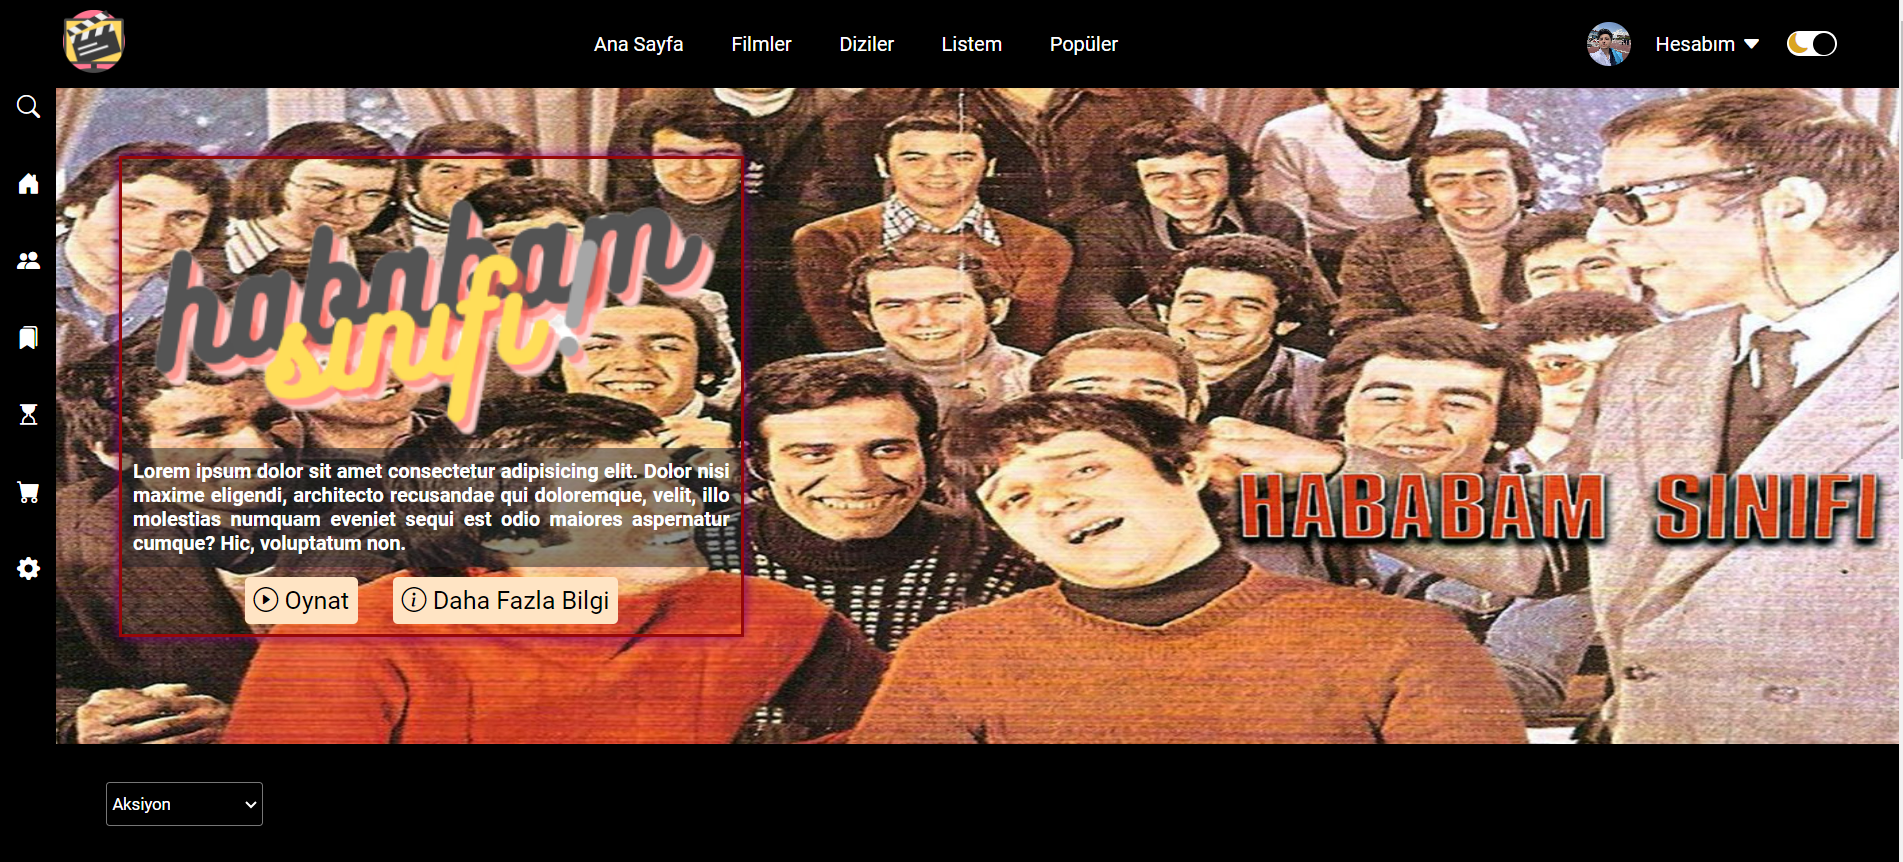 Ana Sayfa
Filmler
Diziler
Listem
Popüler
Hesabım
hababam
sınıfı!
Lorem ipsum dolor sit amet consectetur adipisicing elit. Dolor nisi
maxime eligendi, architecto recusandae qui doloremque, velit, illo
molestias numquam eveniet sequi est odio maiores aspernatur
cumque? Hic, voluptatum non.
Oynat
Daha Fazla Bilgi
HABABAM SINIFI
Aksiyon